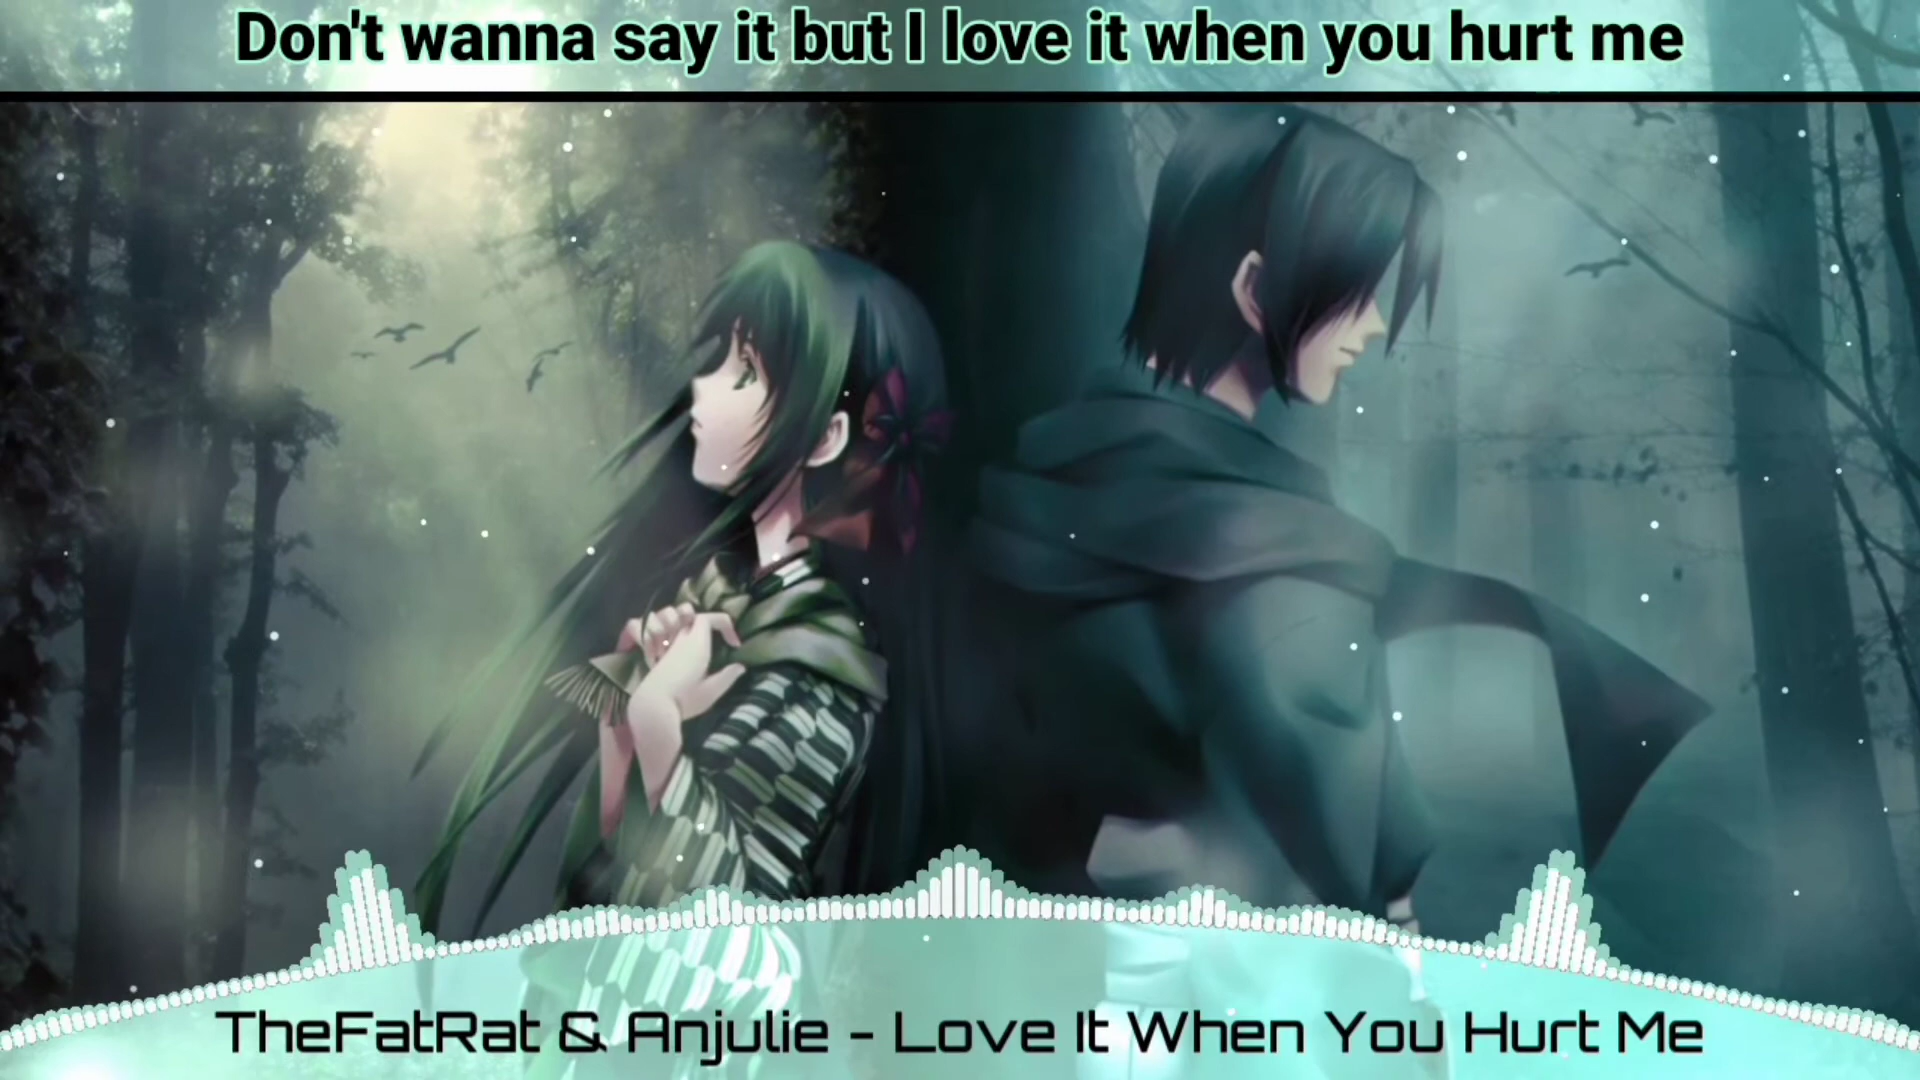 Don't wanna say it but I love it when you hurt me
TheFatRat & Anjulie - Love It When You Hurt Me